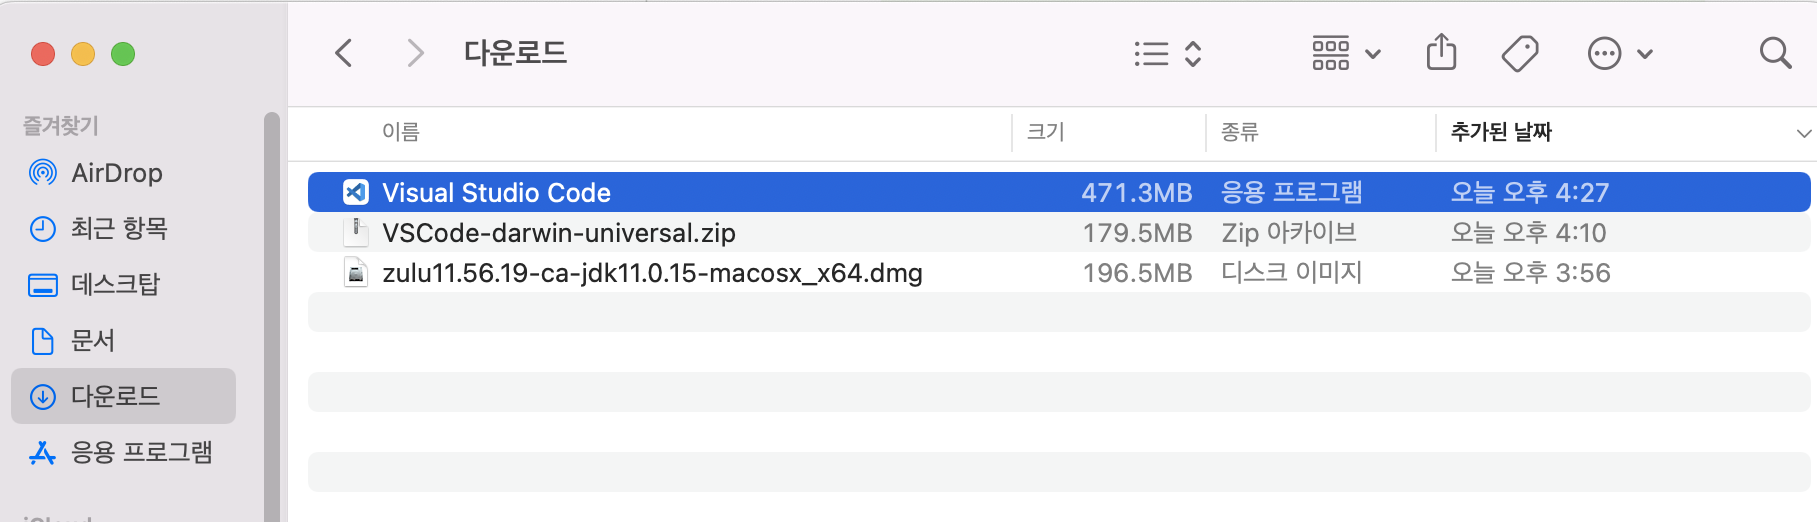 다운로드
즐겨찾기
AirDrop
최근 항목
데스크탑
문서
다운로드
응용 프로그램
이름 크기 종류 추가된 날짜
Visual Studio Code 471.3MB 응용 프로그램 오늘 오후 4:27
VSCode-darwin-universal.zip 179.5MB Zip 아카이브 오늘 오후 4:10
zulu11.56.19-ca-jdk11.0.15-macosx_x64.dmg 196.5MB 디스크 이미지 오늘 오후 3:56